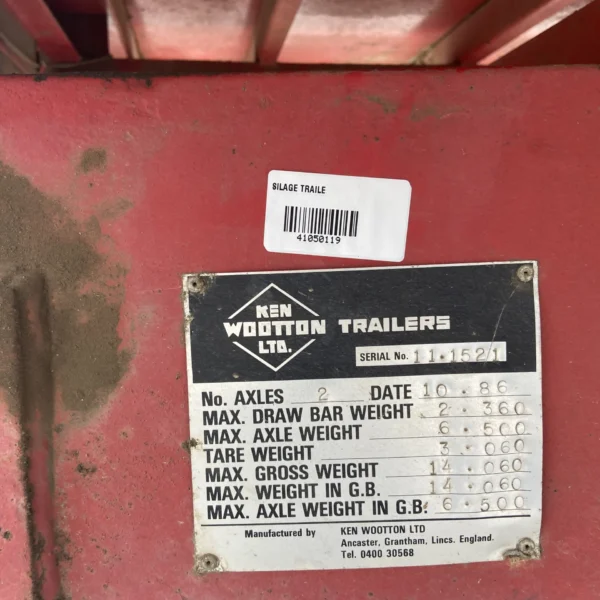 SILAGE TRAILE
41050119
KEN
WOOTTON
LTD.
TRAILERS
SERIAL No. 11.1521
No. AXLES 2 DATE 10.86
MAX. DRAW BAR WEIGHT 2.360
MAX. AXLE WEIGHT 6.500
TARE WEIGHT 3.060
MAX. GROSS WEIGHT 14.060
MAX. WEIGHT IN G.B. 14.060
MAX. AXLE WEIGHT IN G.B. 6.500
Manufactured by KEN WOOTTON LTD
Ancaster, Grantham, Lincs. England.
Tel. 0400 30568